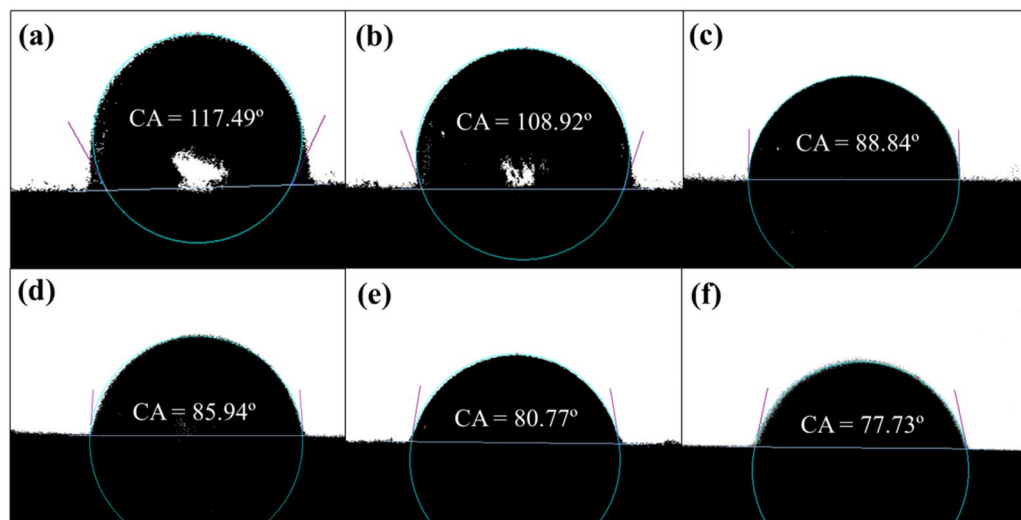 (a)
CA = 117.49º
(b)
CA = 108.92º
(c)
CA = 88.84º
(d)
CA = 85.94º
(e)
CA = 80.77º
(f)
CA = 77.73º